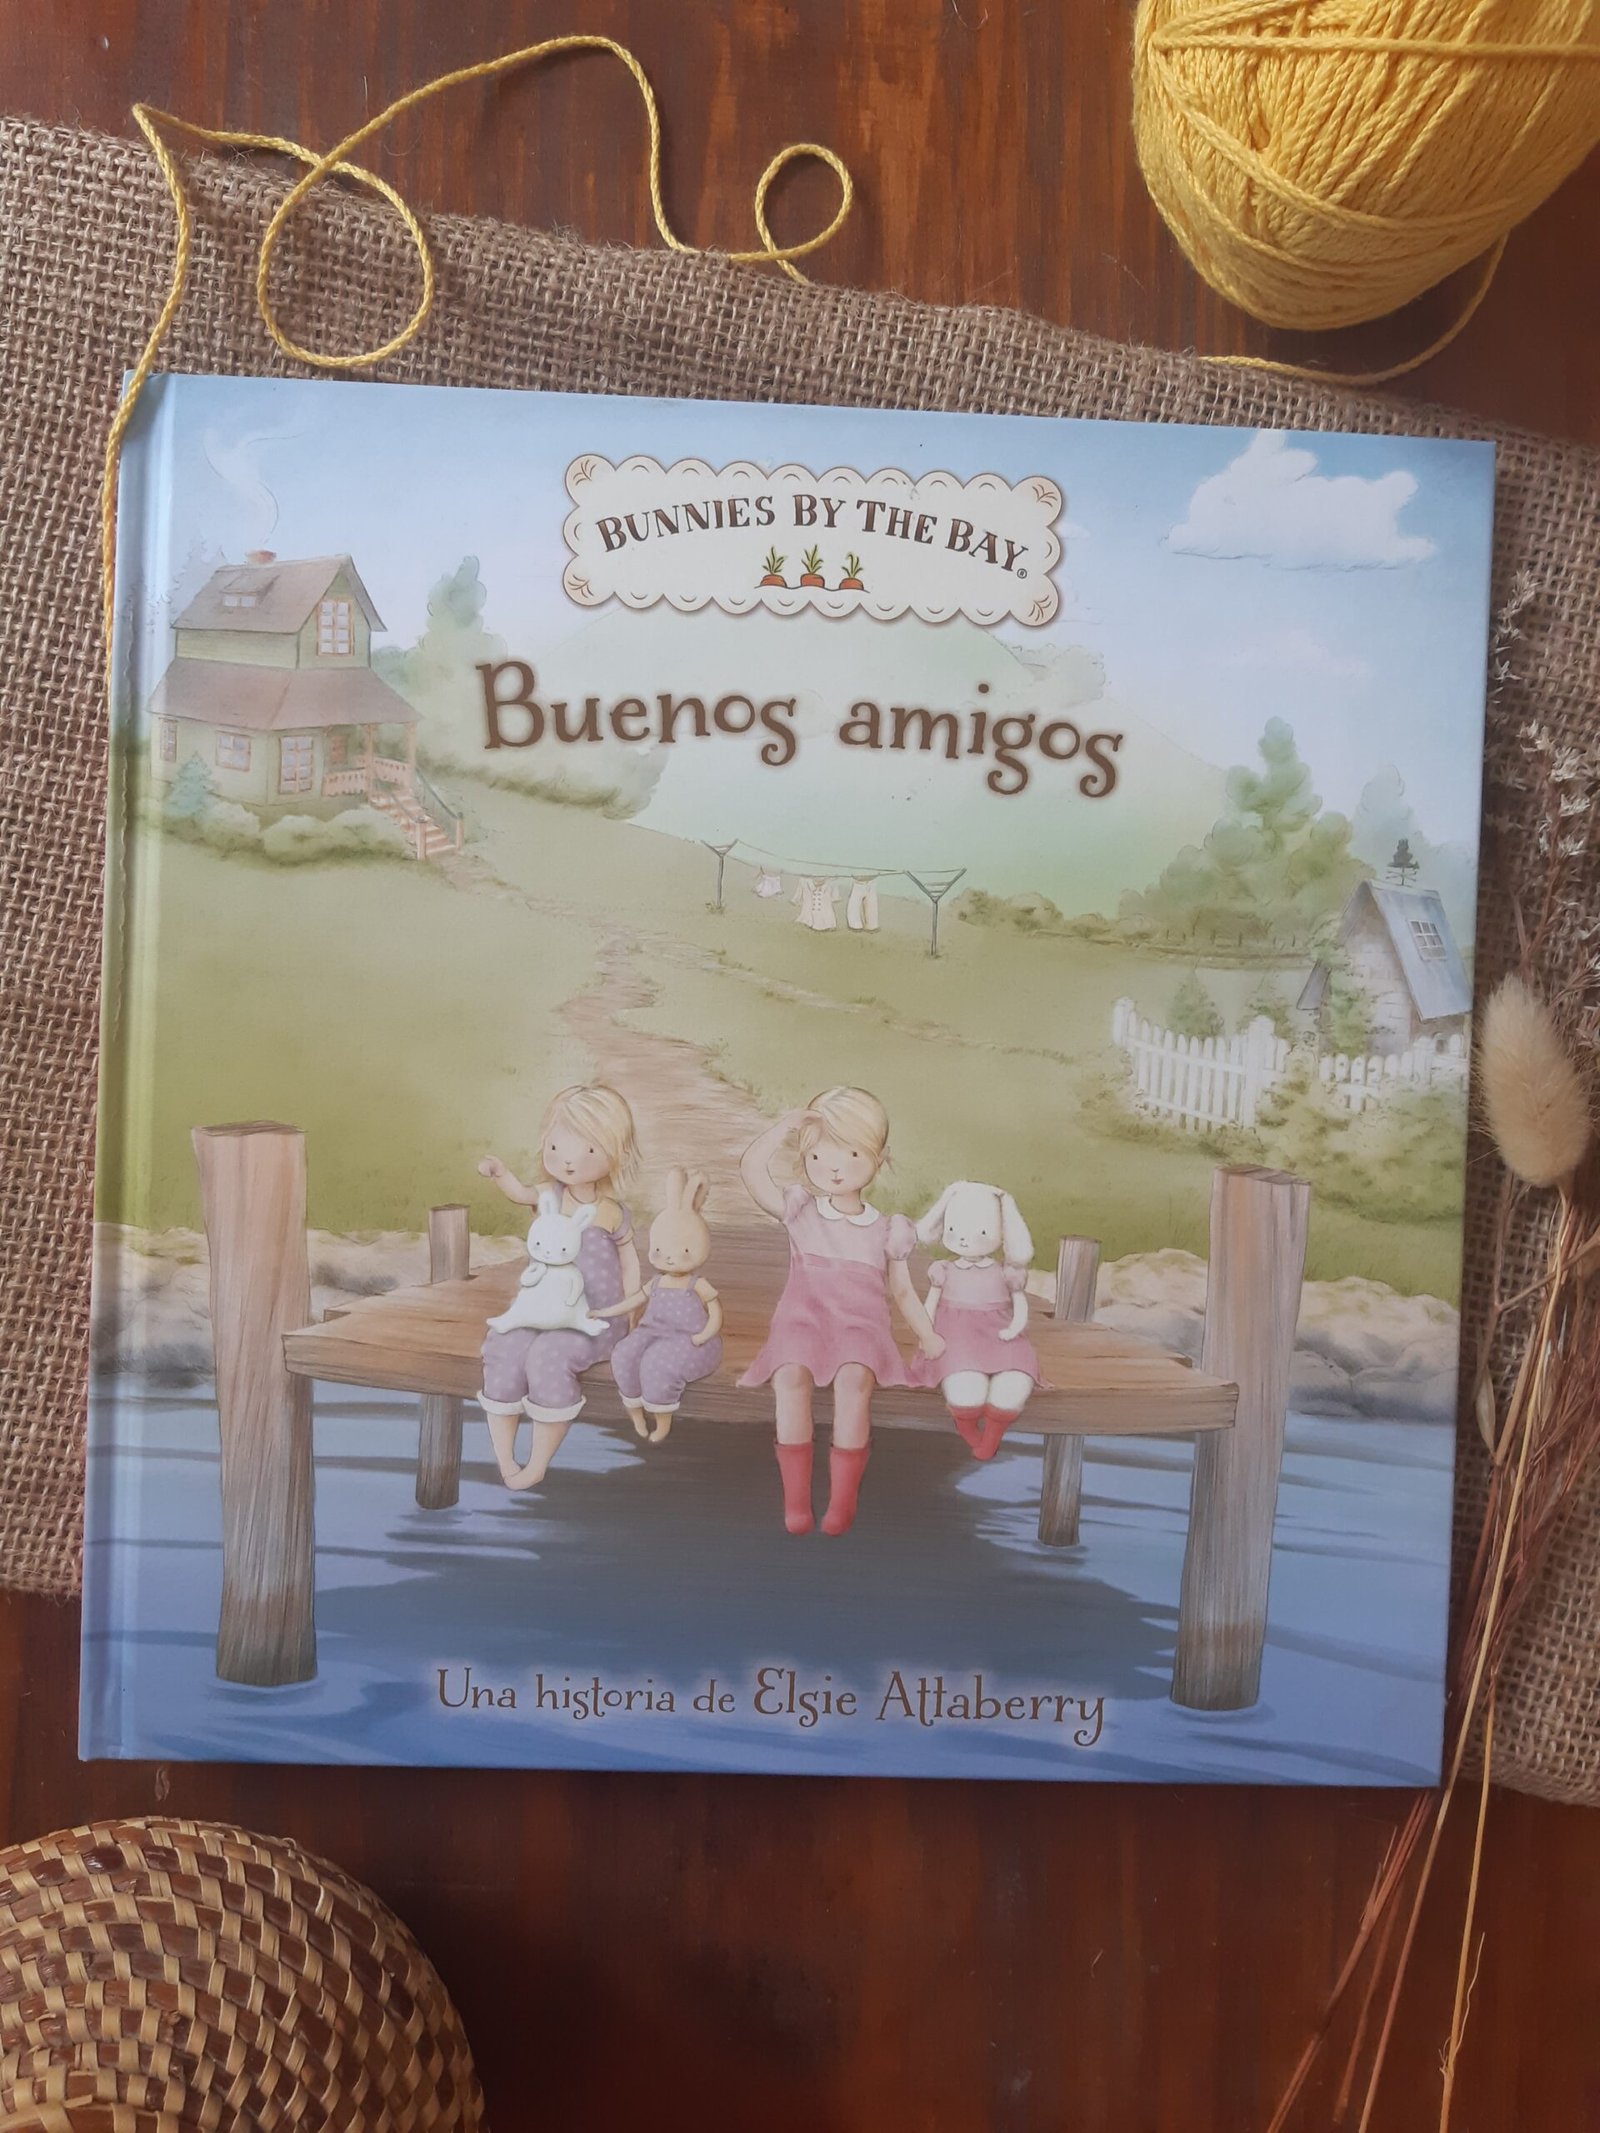 BUNNIES BY THE BAY®
Buenos amigos
Una historia de Elsie Attaberry